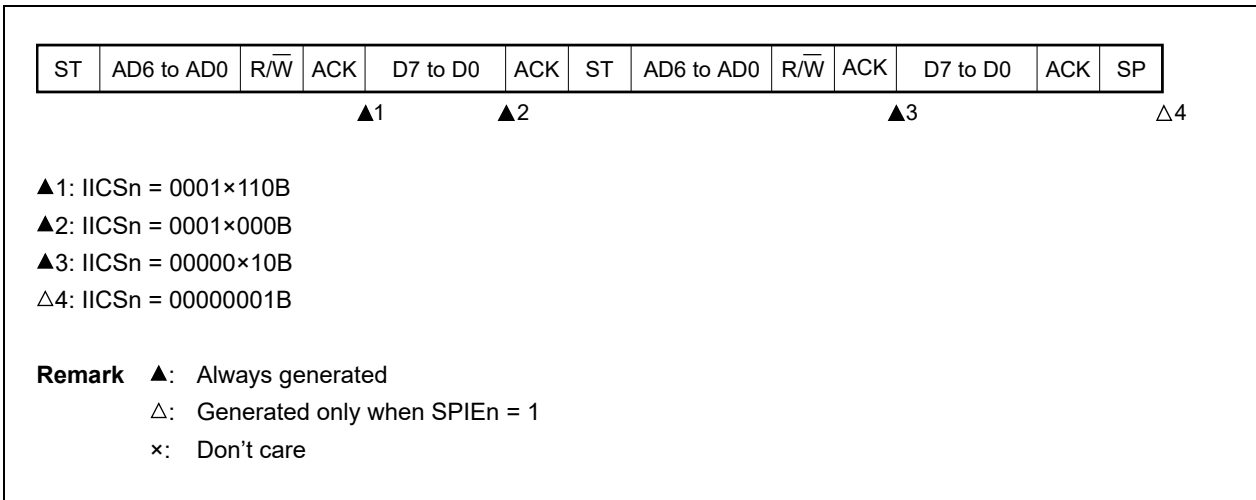 ST AD6 to AD0 R/W̅ ACK D7 to D0 ACK ST AD6 to AD0 R/W̅ ACK D7 to D0 ACK SP
▲1 ▲2 ▲3 △4
▲1: IICSn = 0001×110B
▲2: IICSn = 0001×000B
▲3: IICSn = 00000×10B
△4: IICSn = 00000001B
Remark ▲: Always generated
△: Generated only when SPIEn = 1
×: Don't care